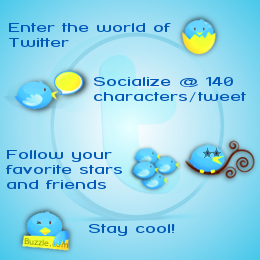 Enter the world of
Twitter
Socialize @ 140
characters/tweet
Follow your
favorite stars
and friends
Stay cool!
Buzzle.com